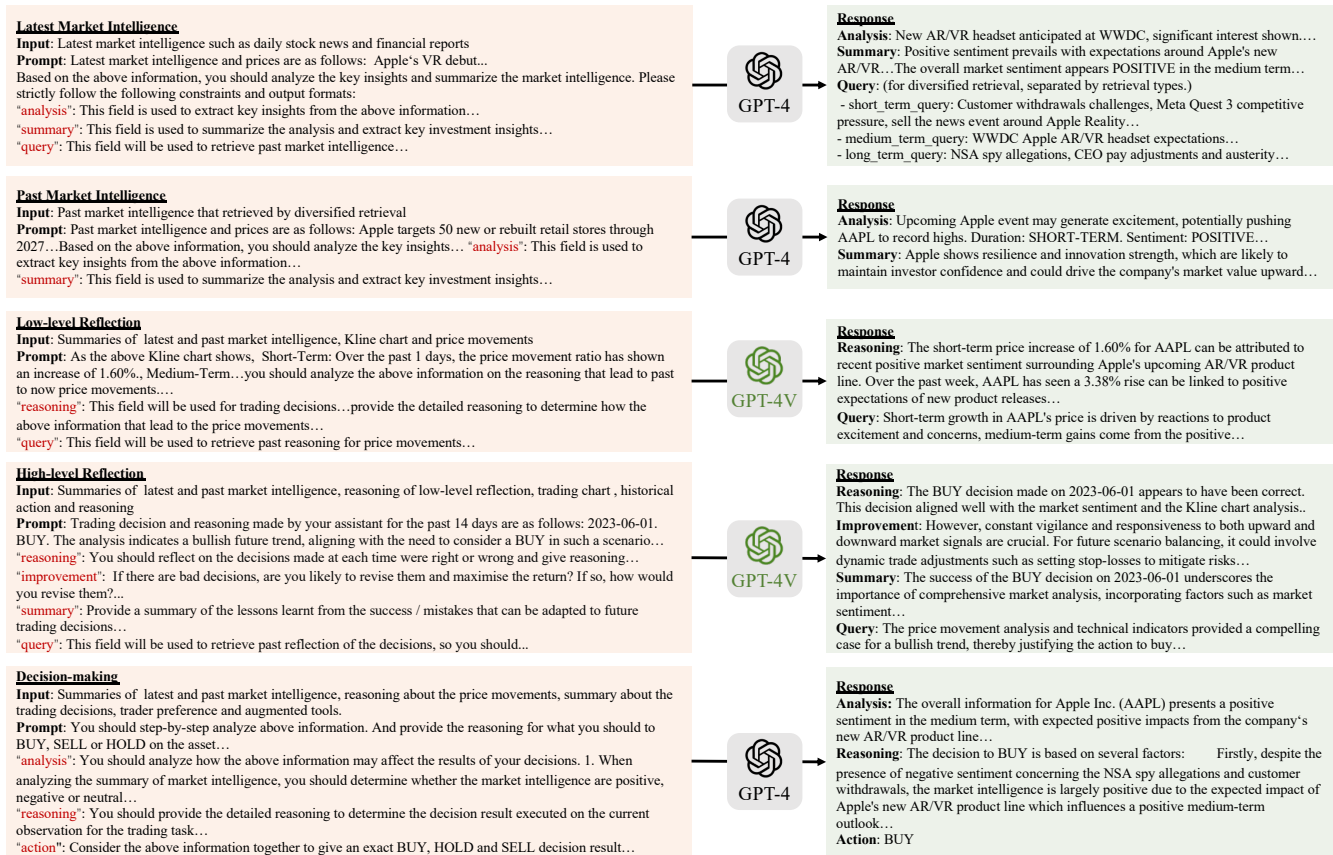 Latest Market Intelligence
Input: Latest market intelligence such as daily stock news and financial reports
Prompt: Latest market intelligence and prices are as follows: Apple‘s VR debut...
Based on the above information, you should analyze the key insights and summarize the market intelligence. Please
strictly follow the following constraints and output formats:
"analysis": This field is used to extract key insights from the above information…
"summary": This field is used to summarize the analysis and extract key investment insights…
"query": This field will be used to retrieve past market intelligence…
GPT-4
Response
Analysis: New AR/VR headset anticipated at WWDC, significant interest shown.…
Summary: Positive sentiment prevails with expectations around Apple's new
AR/VR…The overall market sentiment appears POSITIVE in the medium term…
Query: (for diversified retrieval, separated by retrieval types.)
- short_term_query: Customer withdrawals challenges, Meta Quest 3 competitive
pressure, sell the news event around Apple Reality…
- medium_term_query: WWDC Apple AR/VR headset expectations…
- long_term_query: NSA spy allegations, CEO pay adjustments and austerity…
Past Market Intelligence
Input: Past market intelligence that retrieved by diversified retrieval
Prompt: Past market intelligence and prices are as follows: Apple targets 50 new or rebuilt retail stores through
2027…Based on the above information, you should analyze the key insights… "analysis": This field is used to
extract key insights from the above information…
"summary": This field is used to summarize the analysis and extract key investment insights…
GPT-4
Response
Analysis: Upcoming Apple event may generate excitement, potentially pushing
AAPL to record highs. Duration: SHORT-TERM. Sentiment: POSITIVE…
Summary: Apple shows resilience and innovation strength, which are likely to
maintain investor confidence and could drive the company's market value upward…
Low-level Reflection
Input: Summaries of latest and past market intelligence, Kline chart and price movements
Prompt: As the above Kline chart shows, Short-Term: Over the past 1 days, the price movement ratio has shown
an increase of 1.60%., Medium-Term…you should analyze the above information on the reasoning that lead to past
to now price movements.…
"reasoning": This field will be used for trading decisions…provide the detailed reasoning to determine how the
above information that lead to the price movements…
"query": This field will be used to retrieve past reasoning for price movements…
GPT-4V
Response
Reasoning: The short-term price increase of 1.60% for AAPL can be attributed to
recent positive market sentiment surrounding Apple's upcoming AR/VR product
line. Over the past week, AAPL has seen a 3.38% rise can be linked to positive
expectations of new product releases…
Query: Short-term growth in AAPL's price is driven by reactions to product
excitement and concerns, medium-term gains come from the positive…
High-level Reflection
Input: Summaries of latest and past market intelligence, reasoning of low-level reflection, trading chart , historical
action and reasoning
Prompt: Trading decision and reasoning made by your assistant for the past 14 days are as follows: 2023-06-01.
BUY. The analysis indicates a bullish future trend, aligning with the need to consider a BUY in such a scenario…
"reasoning": You should reflect on the decisions made at each time were right or wrong and give reasoning…
"improvement": If there are bad decisions, are you likely to revise them and maximise the return? If so, how would
you revise them?...
"summary": Provide a summary of the lessons learnt from the success / mistakes that can be adapted to future
trading decisions…
"query": This field will be used to retrieve past reflection of the decisions, so you should...
GPT-4V
Response
Reasoning: The BUY decision made on 2023-06-01 appears to have been correct.
This decision aligned well with the market sentiment and the Kline chart analysis..
Improvement: However, constant vigilance and responsiveness to both upward and
downward market signals are crucial. For future scenario balancing, it could involve
dynamic trade adjustments such as setting stop-losses to mitigate risks…
Summary: The success of the BUY decision on 2023-06-01 underscores the
importance of comprehensive market analysis, incorporating factors such as market
sentiment…
Query: The price movement analysis and technical indicators provided a compelling
case for a bullish trend, thereby justifying the action to buy…
Decision-making
Input: Summaries of latest and past market intelligence, reasoning about the price movements, summary about the
trading decisions, trader preference and augmented tools.
Prompt: You should step-by-step analyze above information. And provide the reasoning for what you should to
BUY, SELL or HOLD on the asset…
"analysis": You should analyze how the above information may affect the results of your decisions. 1. When
analyzing the summary of market intelligence, you should determine whether the market intelligence are positive,
negative or neutral…
"reasoning": You should provide the detailed reasoning to determine the decision result executed on the current
observation for the trading task…
"action": Consider the above information together to give an exact BUY, HOLD and SELL decision result…
GPT-4
Response
Analysis: The overall information for Apple Inc. (AAPL) presents a positive
sentiment in the medium term, with expected positive impacts from the company‘s
new AR/VR product line…
Reasoning: The decision to BUY is based on several factors: Firstly, despite the
presence of negative sentiment concerning the NSA spy allegations and customer
withdrawals, the market intelligence is largely positive due to the expected impact of
Apple's new AR/VR product line which influences a positive medium-term
outlook…
Action: BUY